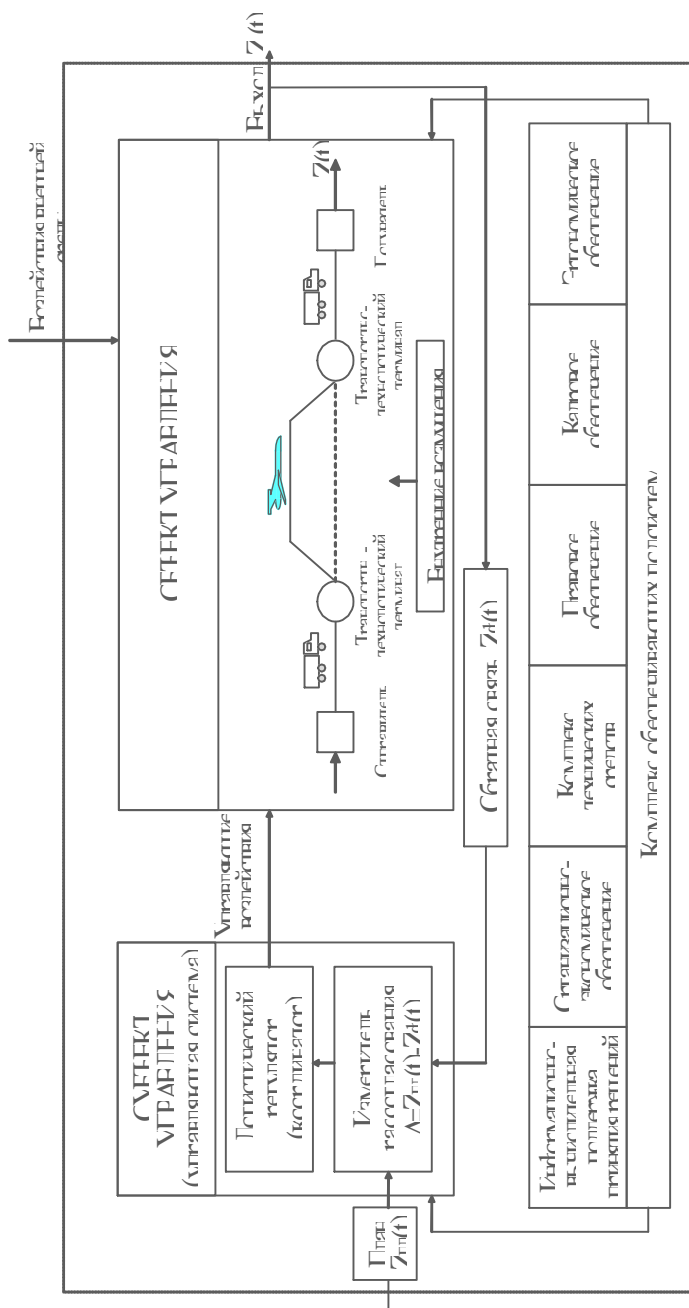 Воздействия внешней
среды
ОБЪЕКТ УПРАВЛЕНИЯ
Выход
Z (t)
Z(t)
Отправитель
Транспортно -
технологический
терминал
Транспортно -
технологический
терминал
Получатель
Внутренние возмущения
Управляющие
воздействия
СУБЪЕКТ
УПРАВЛЕНИЯ
(управляющая система)
Логистический
регулятор
(координатор)
Измеритель
рассогласования
Δ=Zпл(t)-Zф(t)
План
Zпл(t)
Обратная связь Zф(t)
Информационно-
вычислительная
поддержка
принятия решений
Организационно-
экономическое
обеспечение
Комплекс
технических
средств
Правовое
обеспечение
Кадровое
обеспечение
Эргономическое
обеспечение
Комплекс обеспечивающих подсистем